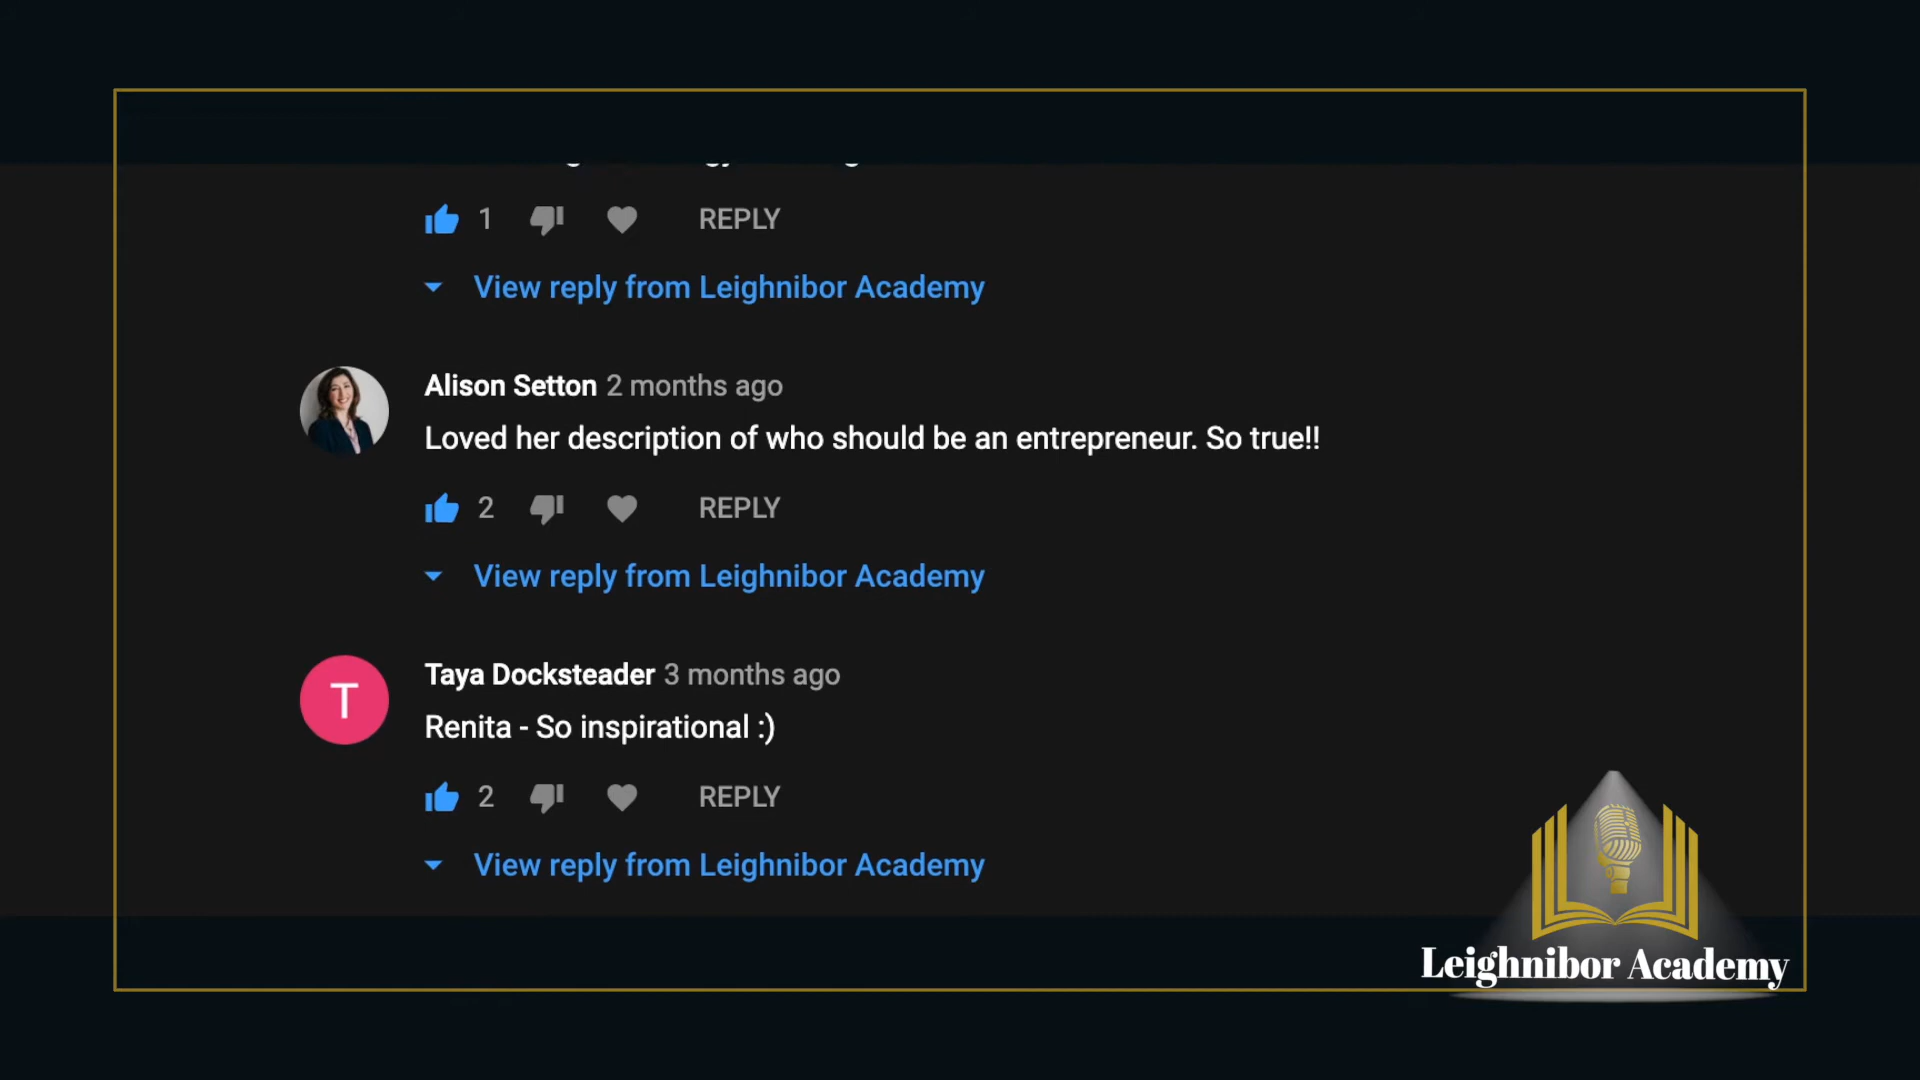 1 REPLY
View reply from Leighnibor Academy
Alison Setton 2 months ago
Loved her description of who should be an entrepreneur. So true!!
2 REPLY
View reply from Leighnibor Academy
T
Taya Docksteader 3 months ago
Renita - So inspirational :)
2 REPLY
View reply from Leighnibor Academy
Leighnibor Academy